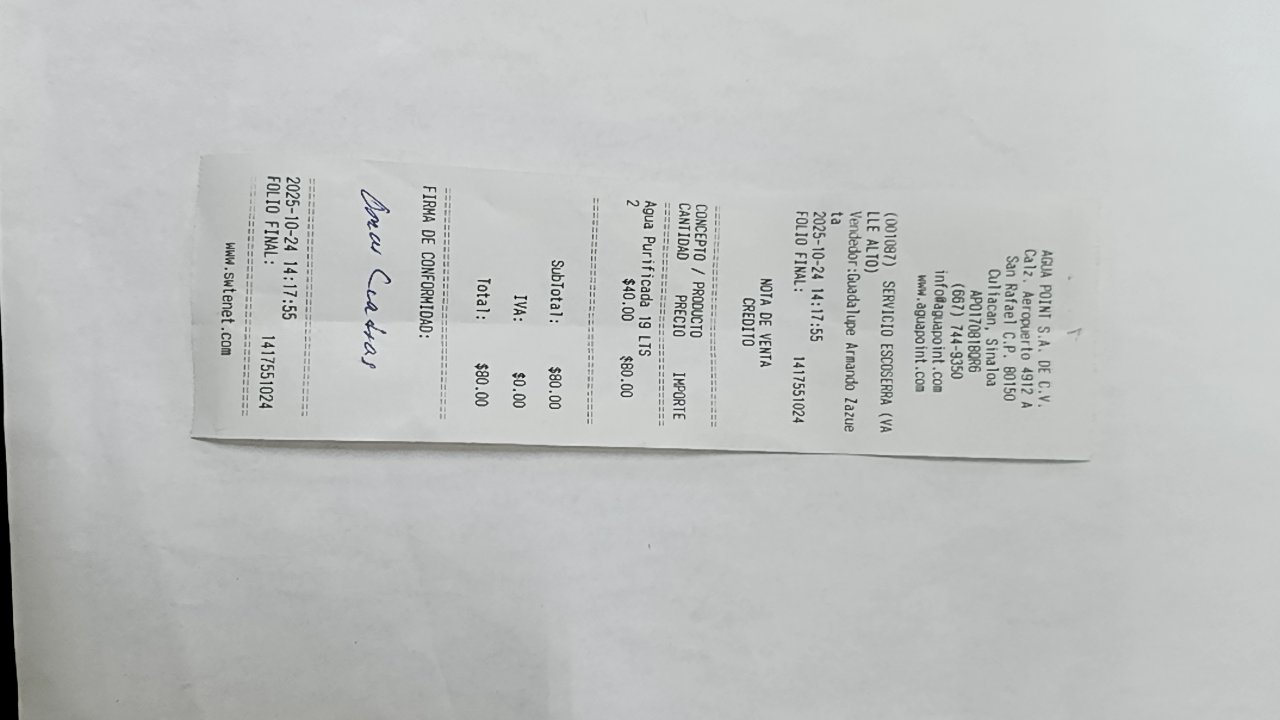 AGUA POINT S.A. DE C.V.
Calz. Aeropuerto 4912 A
San Rafael C.P. 80150
Culiacan, Sinaloa
APO170818QR6
(667) 744-9350
info@aguapoint.com
www.aguapoint.com
(001087) SERVICIO ESCOSERRA (VA
LLE ALTO)
Vendedor:Guadalupe Armando Zazue
ta
2025-10-24 14:17:55
FOLIO FINAL: 1417551024
NOTA DE VENTA
CREDITO
CONCEPTO / PRODUCTO
CANTIDAD PRECIO IMPORTE
Agua Purificada 19 LTS
2 $40.00 $80.00
SubTotal: $80.00
IVA: $0.00
Total: $80.00
FIRMA DE CONFORMIDAD:
2025-10-24 14:17:55
FOLIO FINAL: 1417551024
www.swtenet.com